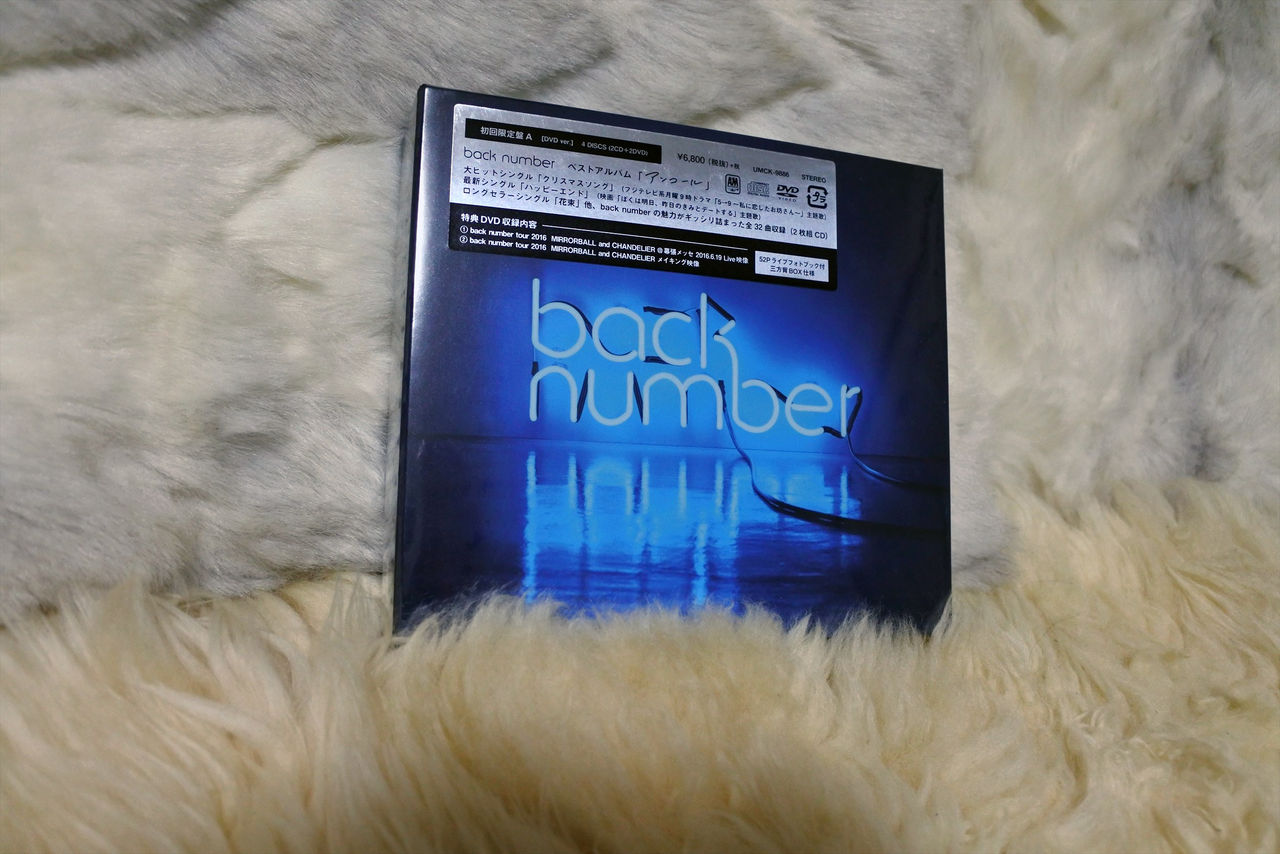 初回限定盤 A [DVD ver.] 4 DISCS (2CD+2DVD) ¥6,800 (税抜)+税 UMCK-9886 STEREO
back number ベストアルバム「アンコール」
大ヒットシングル「クリスマスソング」(フジテレビ系月曜9時ドラマ「5→9 ~私に恋したお坊さん~」主題歌)
最新シングル「ハッピーエンド」(映画「ぼくは明日、昨日のきみとデートする」主題歌)
ロングセラーシングル「花束」他、back number の魅力がギッシリ詰まった全32曲収録 (2枚組CD)
A&M
DVD
VIDEO
プラ
特典DVD収録内容
① back number tour 2016 MIRRORBALL and CHANDELIER @幕張メッセ 2016.6.19 Live映像
② back number tour 2016 MIRRORBALL and CHANDELIER メイキング映像
52Pライブフォトブック付
三方背BOX仕様
back
number